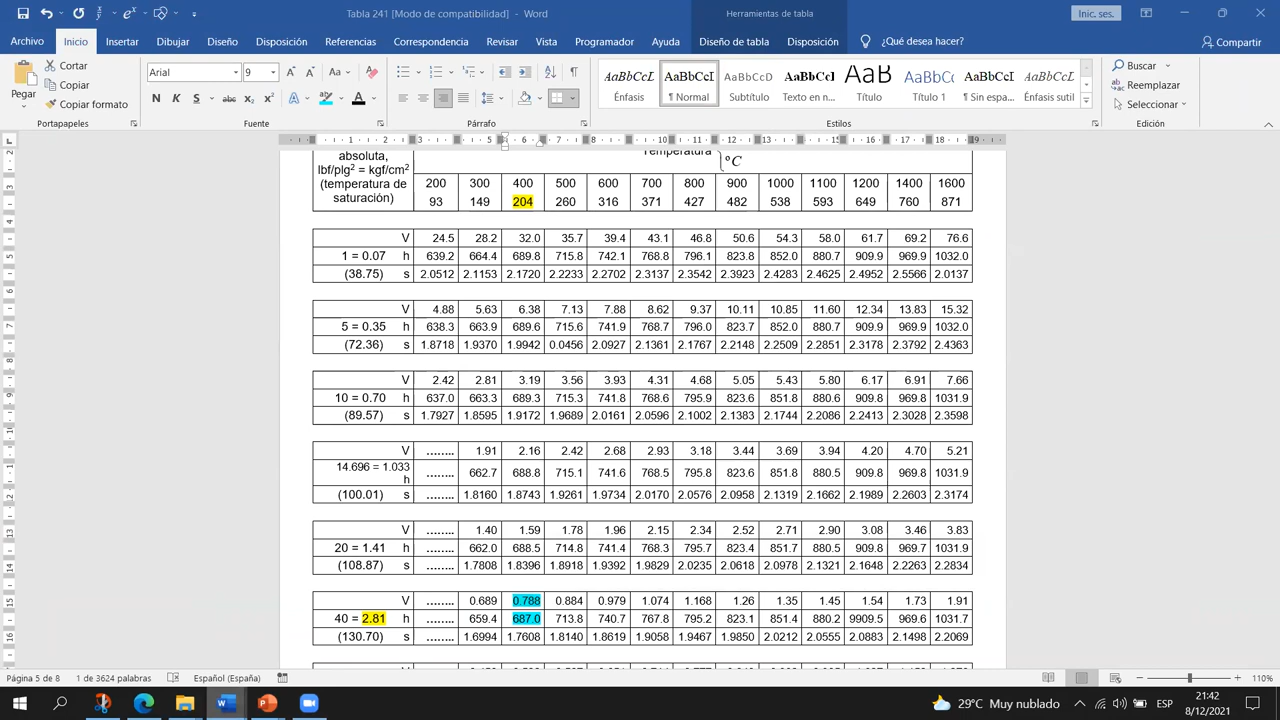 Tabla 241 [Modo de compatibilidad] - Word
Herramientas de tabla
Inic. ses.
Archivo Inicio Insertar Dibujar Diseño Disposición Referencias Correspondencia Revisar Vista Programador Ayuda Diseño de tabla Disposición ¿Qué desea hacer? Compartir
Pegar
Cortar
Copiar
Copiar formato
Portapapeles
Arial 9
N K S abc x₂ x²
Fuente
Párrafo
AaBbCcL AaBbCcI AaBbCcD AaBbCcI AaB AaBbCc AaBbCcI AaBbCcL
Énfasis ¶ Normal Subtítulo Texto en n... Título Título 1 ¶ Sin espa... Énfasis sutil
Estilos
Buscar
Reemplazar
Seleccionar
Edición
absoluta,
lbf/plg² = kgf/cm²
(temperatura de
saturación)
Temperatura
°C
200 300 400 500 600 700 800 900 1000 1100 1200 1400 1600
93 149 204 260 316 371 427 482 538 593 649 760 871
V 24.5 28.2 32.0 35.7 39.4 43.1 46.8 50.6 54.3 58.0 61.7 69.2 76.6
1 = 0.07 h 639.2 664.4 689.8 715.8 742.1 768.8 796.1 823.8 852.0 880.7 909.9 969.9 1032.0
(38.75) s 2.0512 2.1153 2.1720 2.2233 2.2702 2.3137 2.3542 2.3923 2.4283 2.4625 2.4952 2.5566 2.0137
V 4.88 5.63 6.38 7.13 7.88 8.62 9.37 10.11 10.85 11.60 12.34 13.83 15.32
5 = 0.35 h 638.3 663.9 689.6 715.6 741.9 768.7 796.0 823.7 852.0 880.7 909.9 969.9 1032.0
(72.36) s 1.8718 1.9370 1.9942 0.0456 2.0927 2.1361 2.1767 2.2148 2.2509 2.2851 2.3178 2.3792 2.4363
V 2.42 2.81 3.19 3.56 3.93 4.31 4.68 5.05 5.43 5.80 6.17 6.91 7.66
10 = 0.70 h 637.0 663.3 689.3 715.3 741.8 768.6 795.9 823.6 851.8 880.6 909.8 969.8 1031.9
(89.57) s 1.7927 1.8595 1.9172 1.9689 2.0161 2.0596 2.1002 2.1383 2.1744 2.2086 2.2413 2.3028 2.3598
V ........ 1.91 2.16 2.42 2.68 2.93 3.18 3.44 3.69 3.94 4.20 4.70 5.21
14.696 = 1.033 h ........ 662.7 688.8 715.1 741.6 768.5 795.8 823.6 851.8 880.5 909.8 969.8 1031.9
(100.01) s ........ 1.8160 1.8743 1.9261 1.9734 2.0170 2.0576 2.0958 2.1319 2.1662 2.1989 2.2603 2.3174
V ........ 1.40 1.59 1.78 1.96 2.15 2.34 2.52 2.71 2.90 3.08 3.46 3.83
20 = 1.41 h ........ 662.0 688.5 714.8 741.4 768.3 795.7 823.4 851.7 880.5 909.8 969.7 1031.9
(108.87) s ........ 1.7808 1.8396 1.8918 1.9392 1.9829 2.0235 2.0618 2.0978 2.1321 2.1648 2.2263 2.2834
V ........ 0.689 0.788 0.884 0.979 1.074 1.168 1.26 1.35 1.45 1.54 1.73 1.91
40 = 2.81 h ........ 659.4 687.0 713.8 740.7 768.8 795.2 823.1 851.4 880.2 9909.5 969.6 1031.7
(130.70) s ........ 1.6994 1.7608 1.8140 1.8619 1.9058 1.9467 1.9850 2.0212 2.0555 2.0883 2.1498 2.2069
Página 5 de 8 1 de 3624 palabras Español (España) 110%
29°C Muy nublado ESP 21:42
8/12/2021